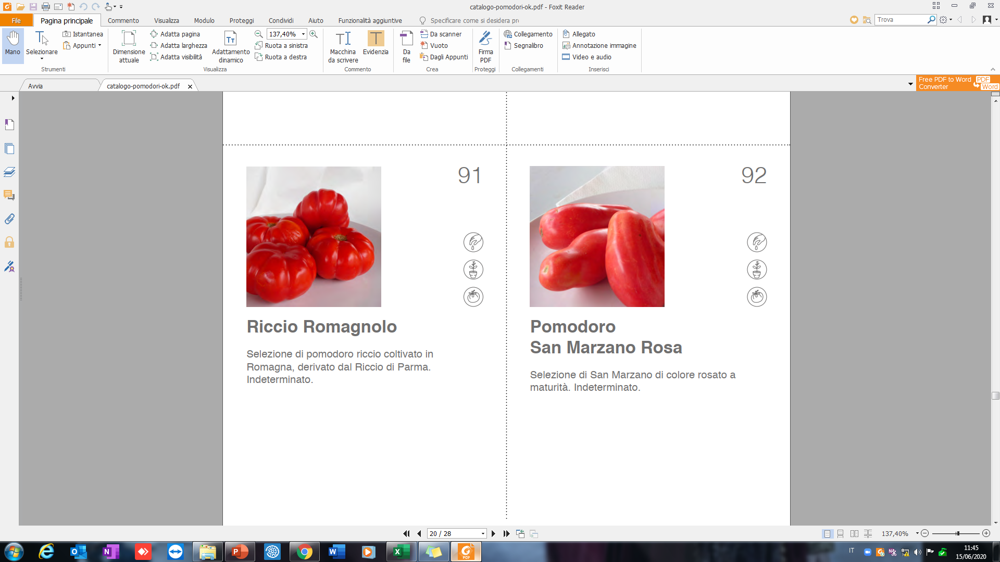 catalogo-pomodori-ok.pdf - Foxit Reader
File
Pagina principale
Commento
Visualizza
Modulo
Proteggi
Condividi
Aiuto
Funzionalità aggiuntive
Specificare come si desidera pr
Trova
Mano
Selezionare
Istantanea
Appunti
Strumenti
Dimensione
attuale
Adatta pagina
Adatta larghezza
Adatta visibilità
Adattamento
dinamico
137,40%
Ruota a sinistra
Ruota a destra
Visualizza
Macchina
da scrivere
Evidenzia
Commento
Da
file
Da scanner
Vuoto
Dagli Appunti
Crea
Firma
PDF
Proteggi
Collegamento
Segnalibro
Collegamenti
Allegato
Annotazione immagine
Video e audio
Inserisci
Avvia
catalogo-pomodori-ok.pdf
Free PDF to Word
Converter
PDF
Word
91
Riccio Romagnolo
Selezione di pomodoro riccio coltivato in
Romagna, derivato dal Riccio di Parma.
Indeterminato.
92
Pomodoro
San Marzano Rosa
Selezione di San Marzano di colore rosato a
maturità. Indeterminato.
20 / 28
137,40%
IT
11:45
15/06/2020